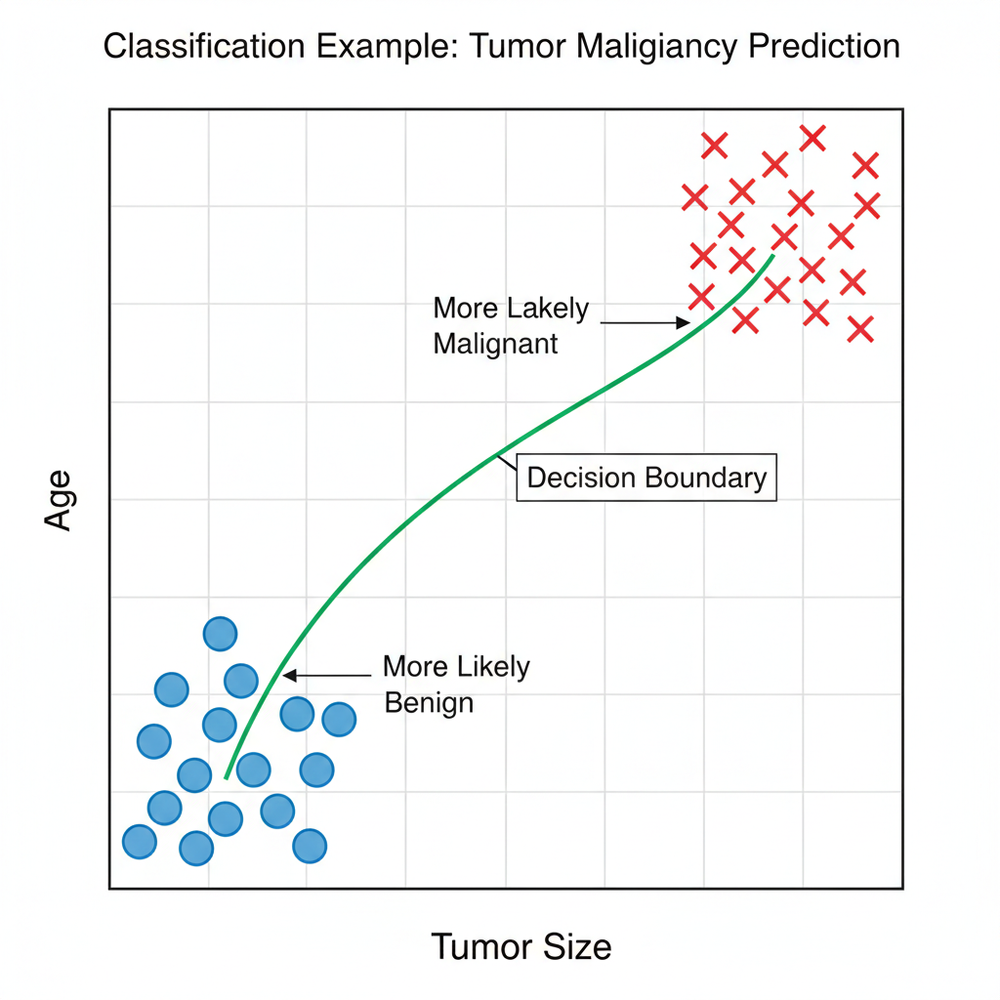 Classification Example: Tumor Maligiancy Prediction
More Lakely
Malignant
Decision Boundary
Age
More Likely
Benign
Tumor Size